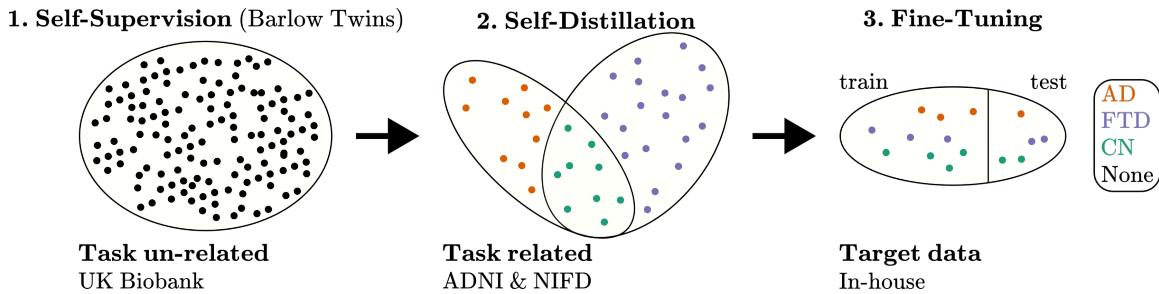 1. Self-Supervision (Barlow Twins)
2. Self-Distillation
3. Fine-Tuning
train
test
AD
FTD
CN
None
Task un-related
UK Biobank
Task related
ADNI & NIFD
Target data
In-house